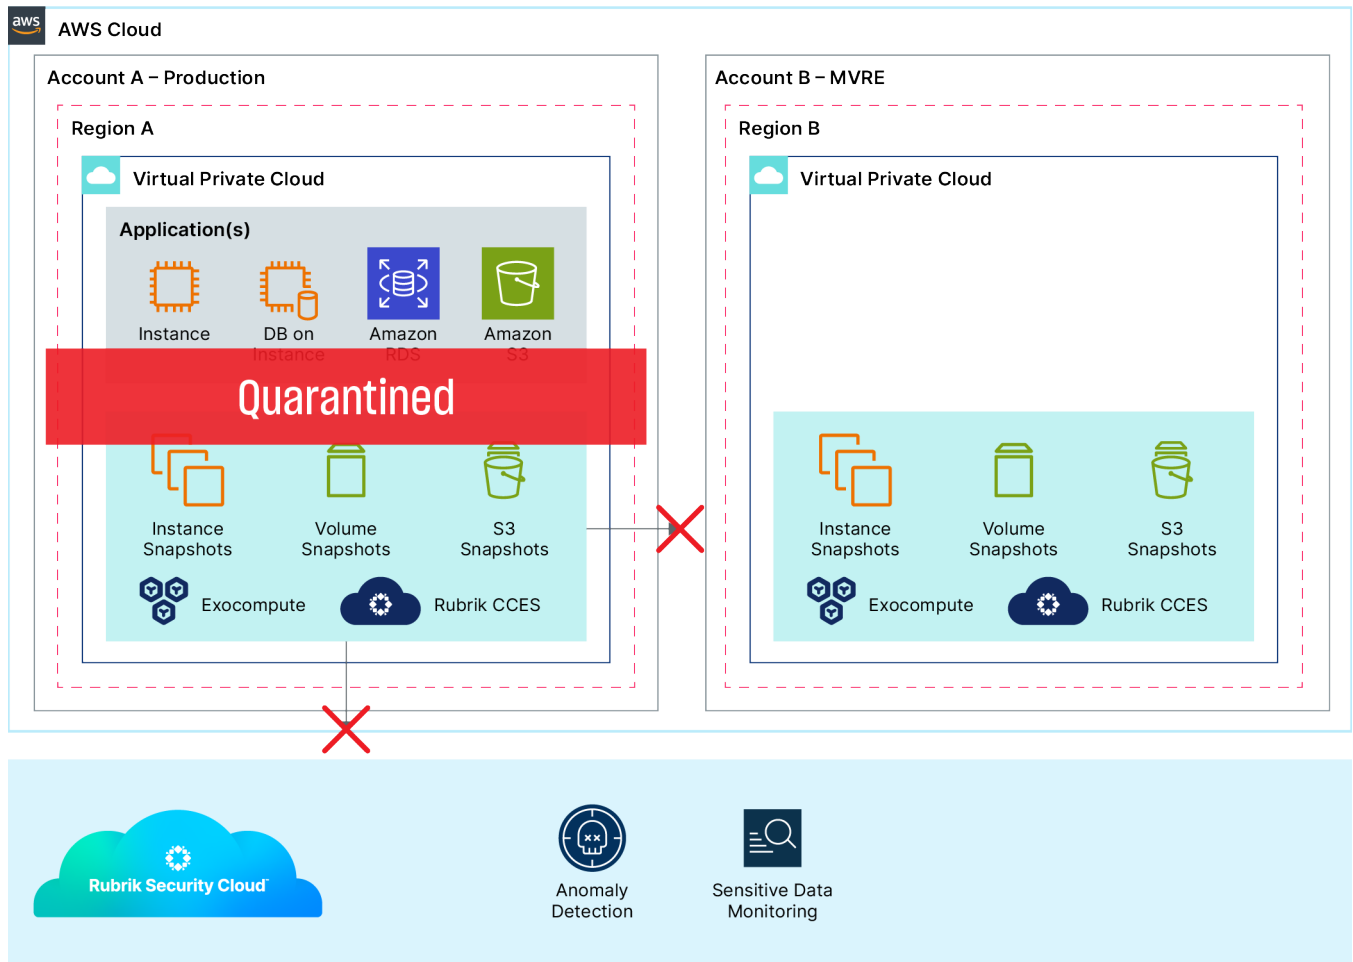 aws
AWS Cloud
Account A – Production
Region A
Virtual Private Cloud
Application(s)
Instance
DB on
Instance
Amazon
RDS
Amazon
S3
Quarantined
Instance
Snapshots
Volume
Snapshots
S3
Snapshots
Exocompute
Rubrik CCES
Account B – MVRE
Region B
Virtual Private Cloud
Instance
Snapshots
Volume
Snapshots
S3
Snapshots
Exocompute
Rubrik CCES
Rubrik Security Cloud™
Anomaly
Detection
Sensitive Data
Monitoring